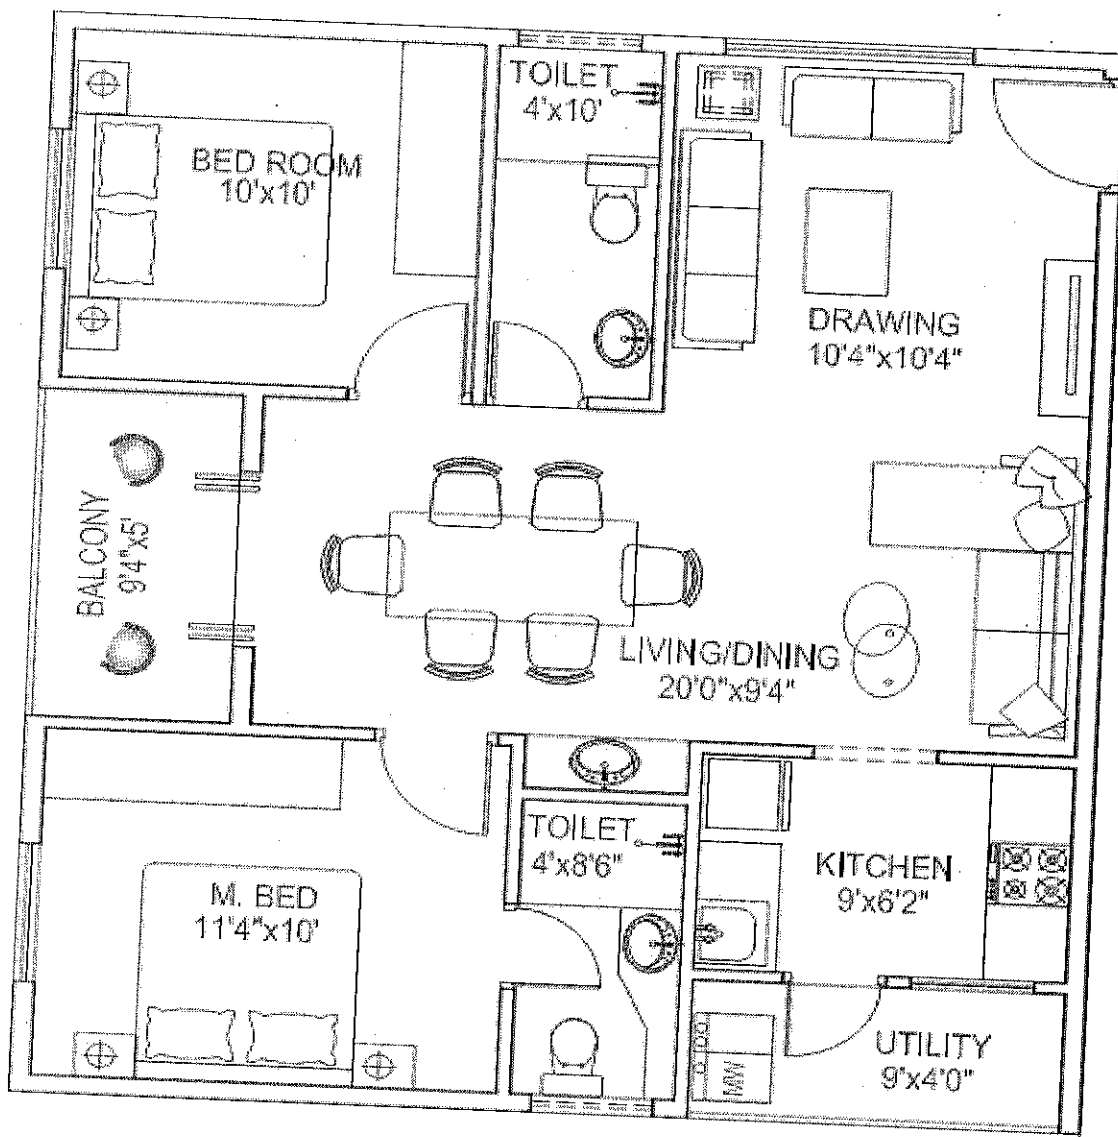 TOILET
4'x10'
BED ROOM
10'x10'
DRAWING
10'4"x10'4"
BALCONY
9'4"x5'
LIVING/DINING
20'0"x9'4"
TOILET
4'x8'6"
KITCHEN
9'x6'2"
M. BED
11'4"x10'
UTILITY
9'x4'0"
MW